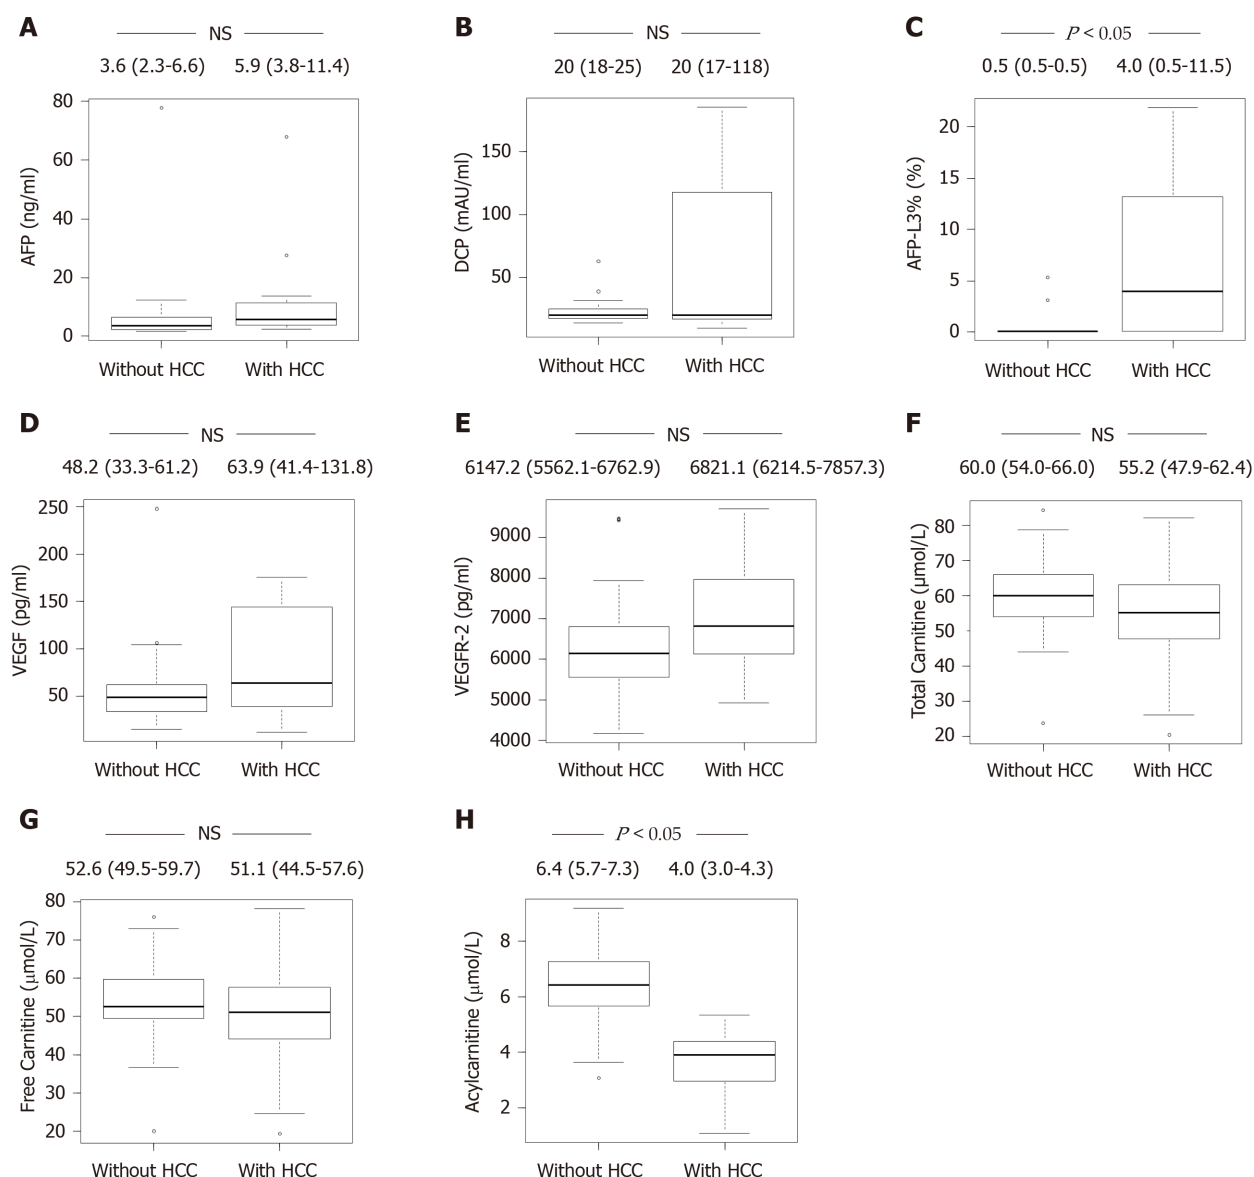 A
NS
3.6 (2.3-6.6) 5.9 (3.8-11.4)
AFP (ng/ml)
80
60
40
20
0
Without HCC With HCC
B
NS
20 (18-25) 20 (17-118)
DCP (mAU/ml)
150
100
50
Without HCC With HCC
C
P < 0.05
0.5 (0.5-0.5) 4.0 (0.5-11.5)
AFP-L3% (%)
20
15
10
5
0
Without HCC With HCC
D
NS
48.2 (33.3-61.2) 63.9 (41.4-131.8)
VEGF (pg/ml)
250
200
150
100
50
Without HCC With HCC
E
NS
6147.2 (5562.1-6762.9) 6821.1 (6214.5-7857.3)
VEGFR-2 (pg/ml)
9000
8000
7000
6000
5000
4000
Without HCC With HCC
F
NS
60.0 (54.0-66.0) 55.2 (47.9-62.4)
Total Carnitine (μmol/L)
80
70
60
50
40
30
20
Without HCC With HCC
G
NS
52.6 (49.5-59.7) 51.1 (44.5-57.6)
Free Carnitine (μmol/L)
80
70
60
50
40
30
20
Without HCC With HCC
H
P < 0.05
6.4 (5.7-7.3) 4.0 (3.0-4.3)
Acylcarnitine (μmol/L)
8
6
4
2
Without HCC With HCC